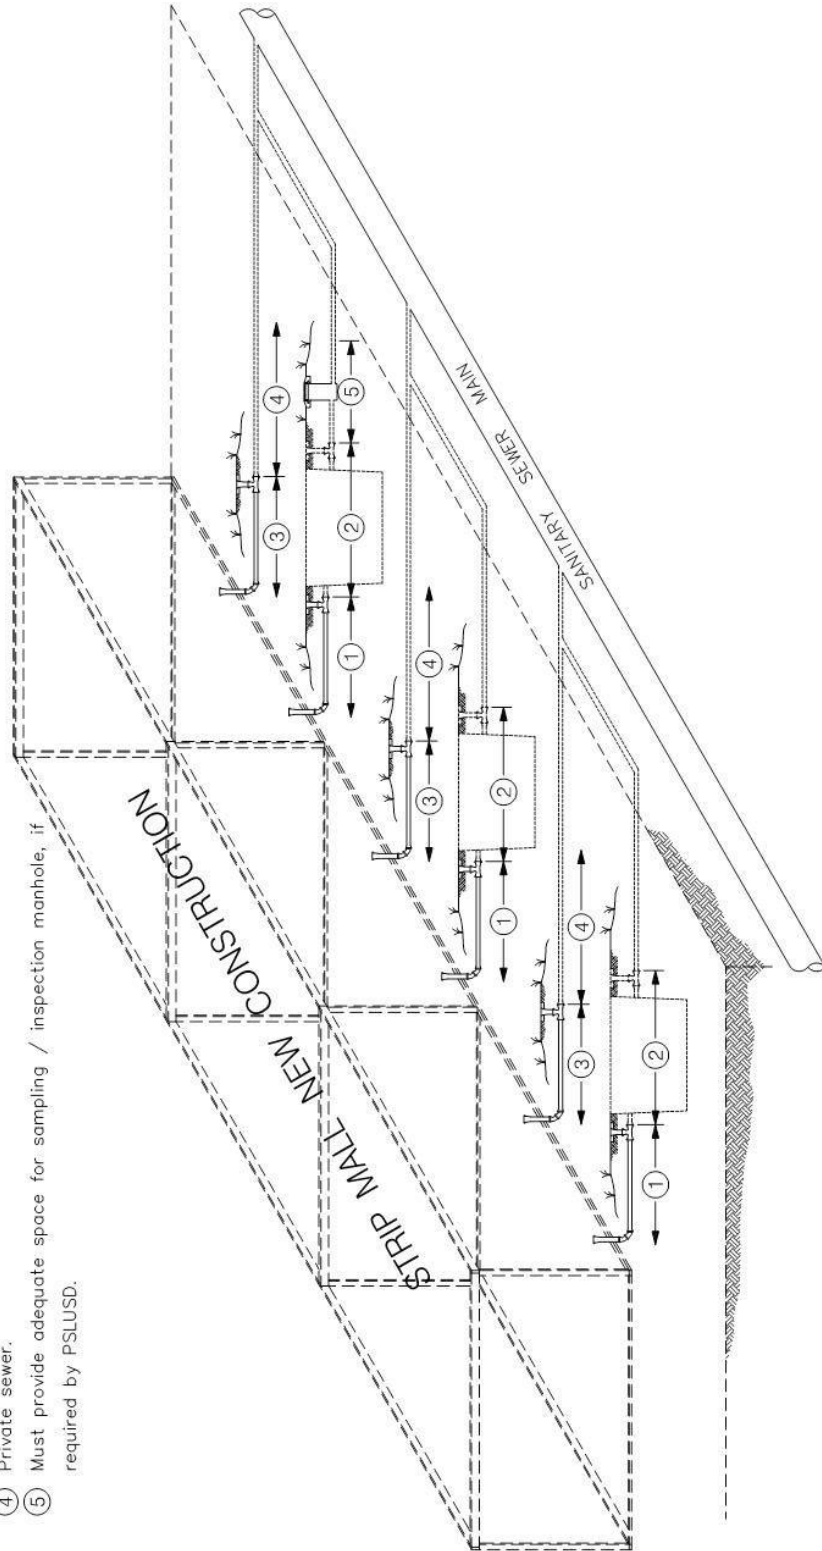 ④ Private sewer.
⑤ Must provide adequate space for sampling / inspection manhole, if
required by PSLUSD.
STRIP MALL NEW CONSTRUCTION
③ ④
① ② ⑤
③ ④
① ②
③ ④
① ②
SANITARY SEWER MAIN